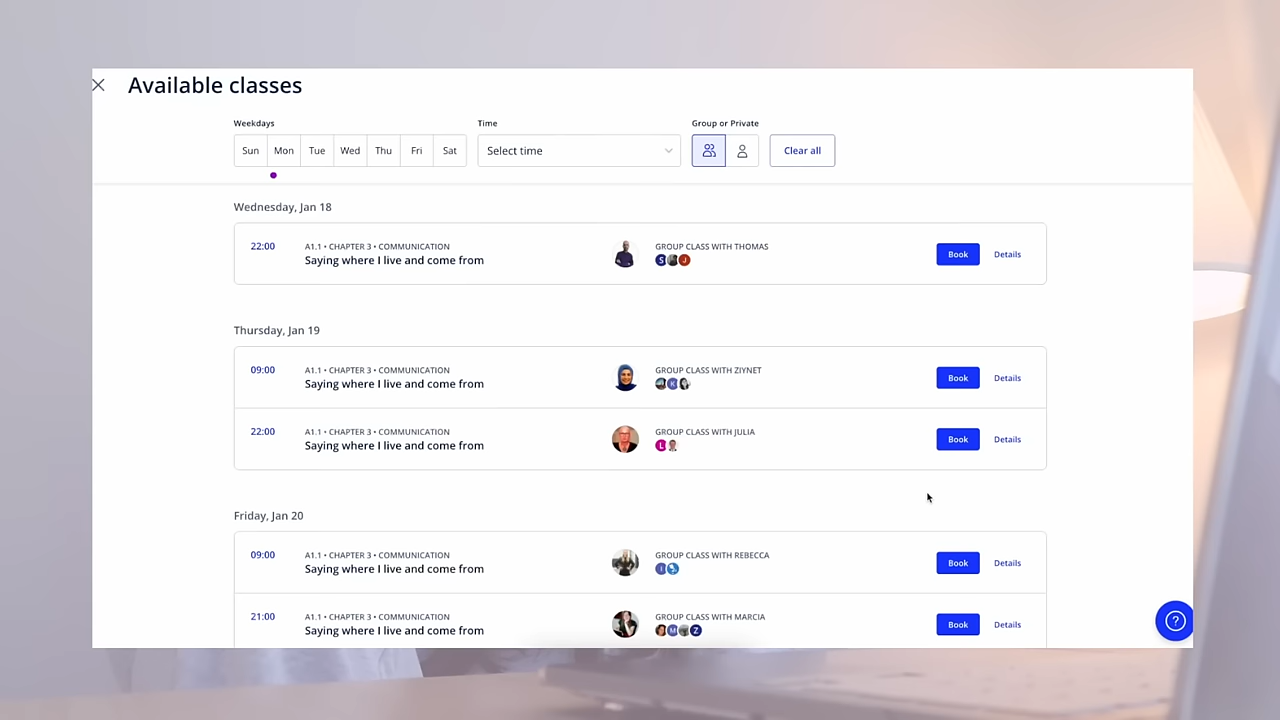 Available classes
Weekdays
Time
Group or Private
Sun Mon Tue Wed Thu Fri Sat
Select time
Clear all
Wednesday, Jan 18
22:00
A1.1 • CHAPTER 3 • COMMUNICATION
Saying where I live and come from
GROUP CLASS WITH THOMAS
S J
Book
Details
Thursday, Jan 19
09:00
A1.1 • CHAPTER 3 • COMMUNICATION
Saying where I live and come from
GROUP CLASS WITH ZIYNET
K
Book
Details
22:00
A1.1 • CHAPTER 3 • COMMUNICATION
Saying where I live and come from
GROUP CLASS WITH JULIA
L
Book
Details
Friday, Jan 20
09:00
A1.1 • CHAPTER 3 • COMMUNICATION
Saying where I live and come from
GROUP CLASS WITH REBECCA
I
Book
Details
21:00
A1.1 • CHAPTER 3 • COMMUNICATION
Saying where I live and come from
GROUP CLASS WITH MARCIA
M Z
Book
Details
?